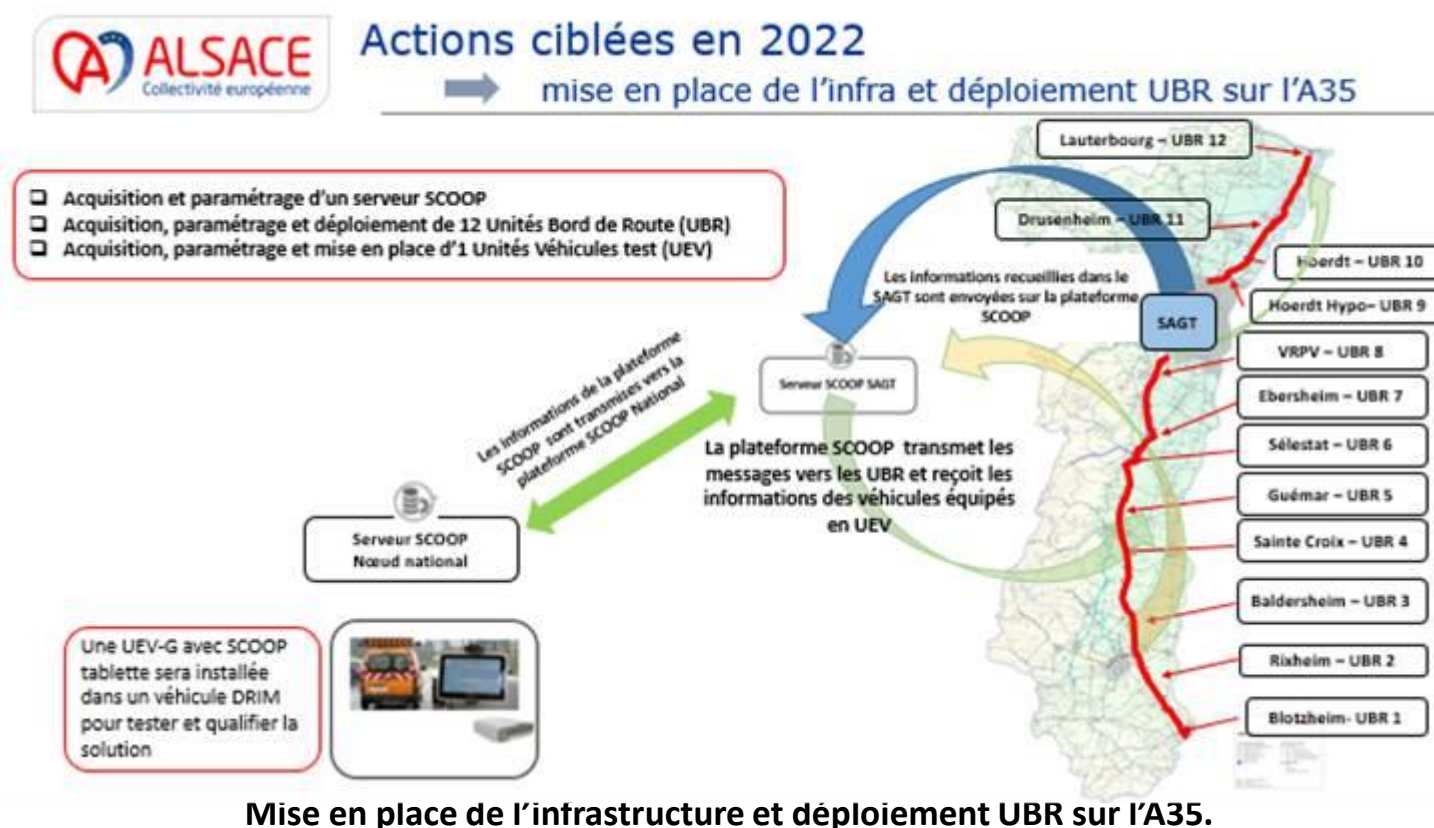 ALSACE
Collectivité européenne
Actions ciblées en 2022
mise en place de l'infra et déploiement UBR sur l'A35
Acquisition et paramétrage d'un serveur SCOOP
Acquisition, paramétrage et déploiement de 12 Unités Bord de Route (UBR)
Acquisition, paramétrage et mise en place d'1 Unités Véhicules test (UEV)
Lauterbourg – UBR 12
Drusenheim – UBR 11
Hoerdt – UBR 10
Hoerdt Hypo– UBR 9
VRPV – UBR 8
Ebersheim – UBR 7
Sélestat – UBR 6
Guémar – UBR 5
Sainte Croix – UBR 4
Baldersheim – UBR 3
Rixheim – UBR 2
Blotzheim- UBR 1
Les informations recueillies dans le
SAGT sont envoyées sur la plateforme
SCOOP
SAGT
Serveur SCOOP SAGT
Les informations de la plateforme
SCOOP sont transmises vers la
plateforme SCOOP National
La plateforme SCOOP transmet les
messages vers les UBR et reçoit les
informations des véhicules équipés
en UEV
Serveur SCOOP
Nœud national
Une UEV-G avec SCOOP
tablette sera installée
dans un véhicule DRIM
pour tester et qualifier la
solution
Mise en place de l'infrastructure et déploiement UBR sur l'A35.